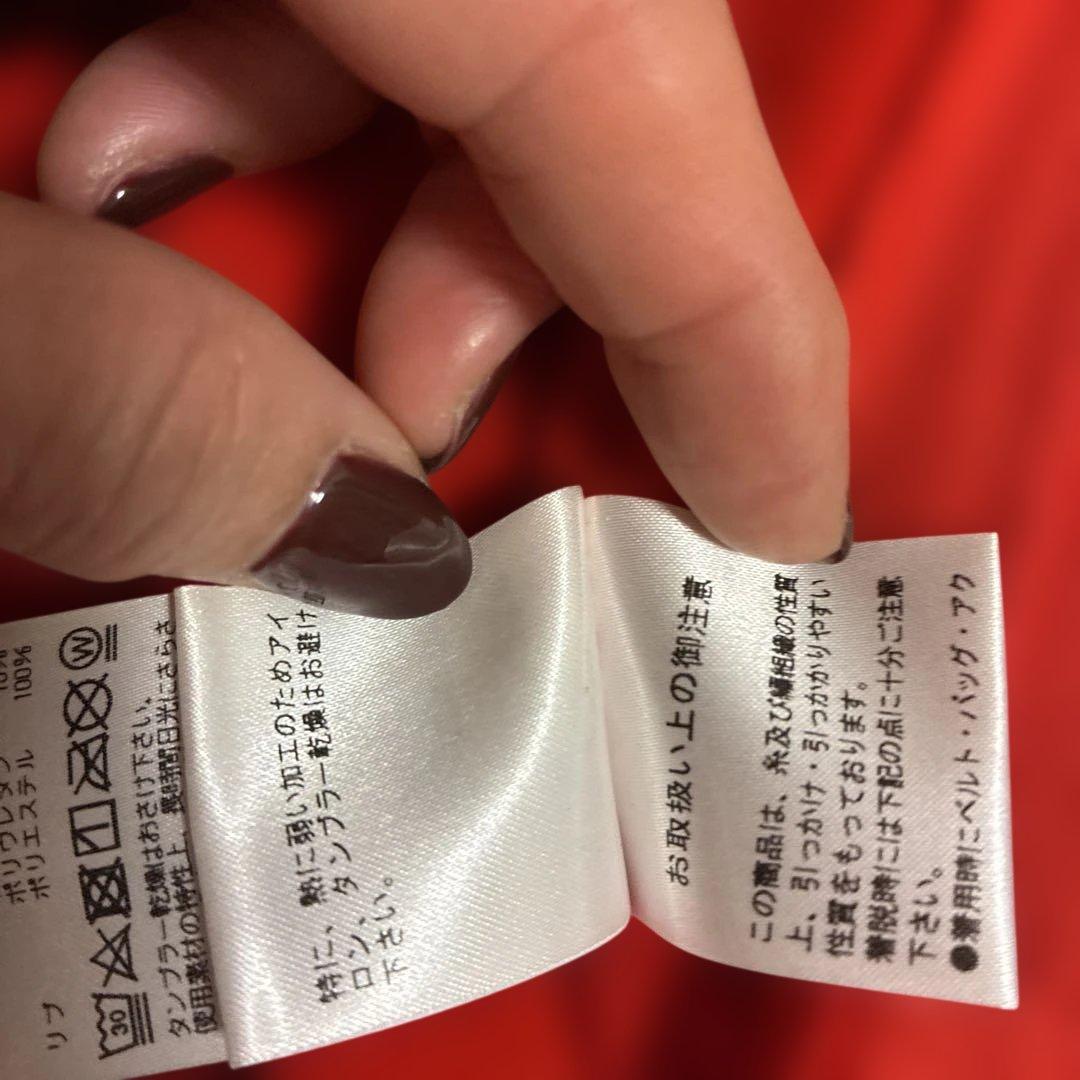 ポリウレタン 10%
ポリエステル 100%
リブ
30
W
タンブラー乾燥はおさけ下さい。
使用素材の特性上、長時間日光にさらさ
特に、熱に弱い加工のためアイ
ロン、タンブラー乾燥はお避け
下さい。
お取扱い上の御注意
この商品は、糸及び編組織の性質
上、引っかけ・引っかかりやすい
性質をもっております。
着脱時には下記の点に十分ご注意
下さい。
●着用時にベルト・バッグ・アク